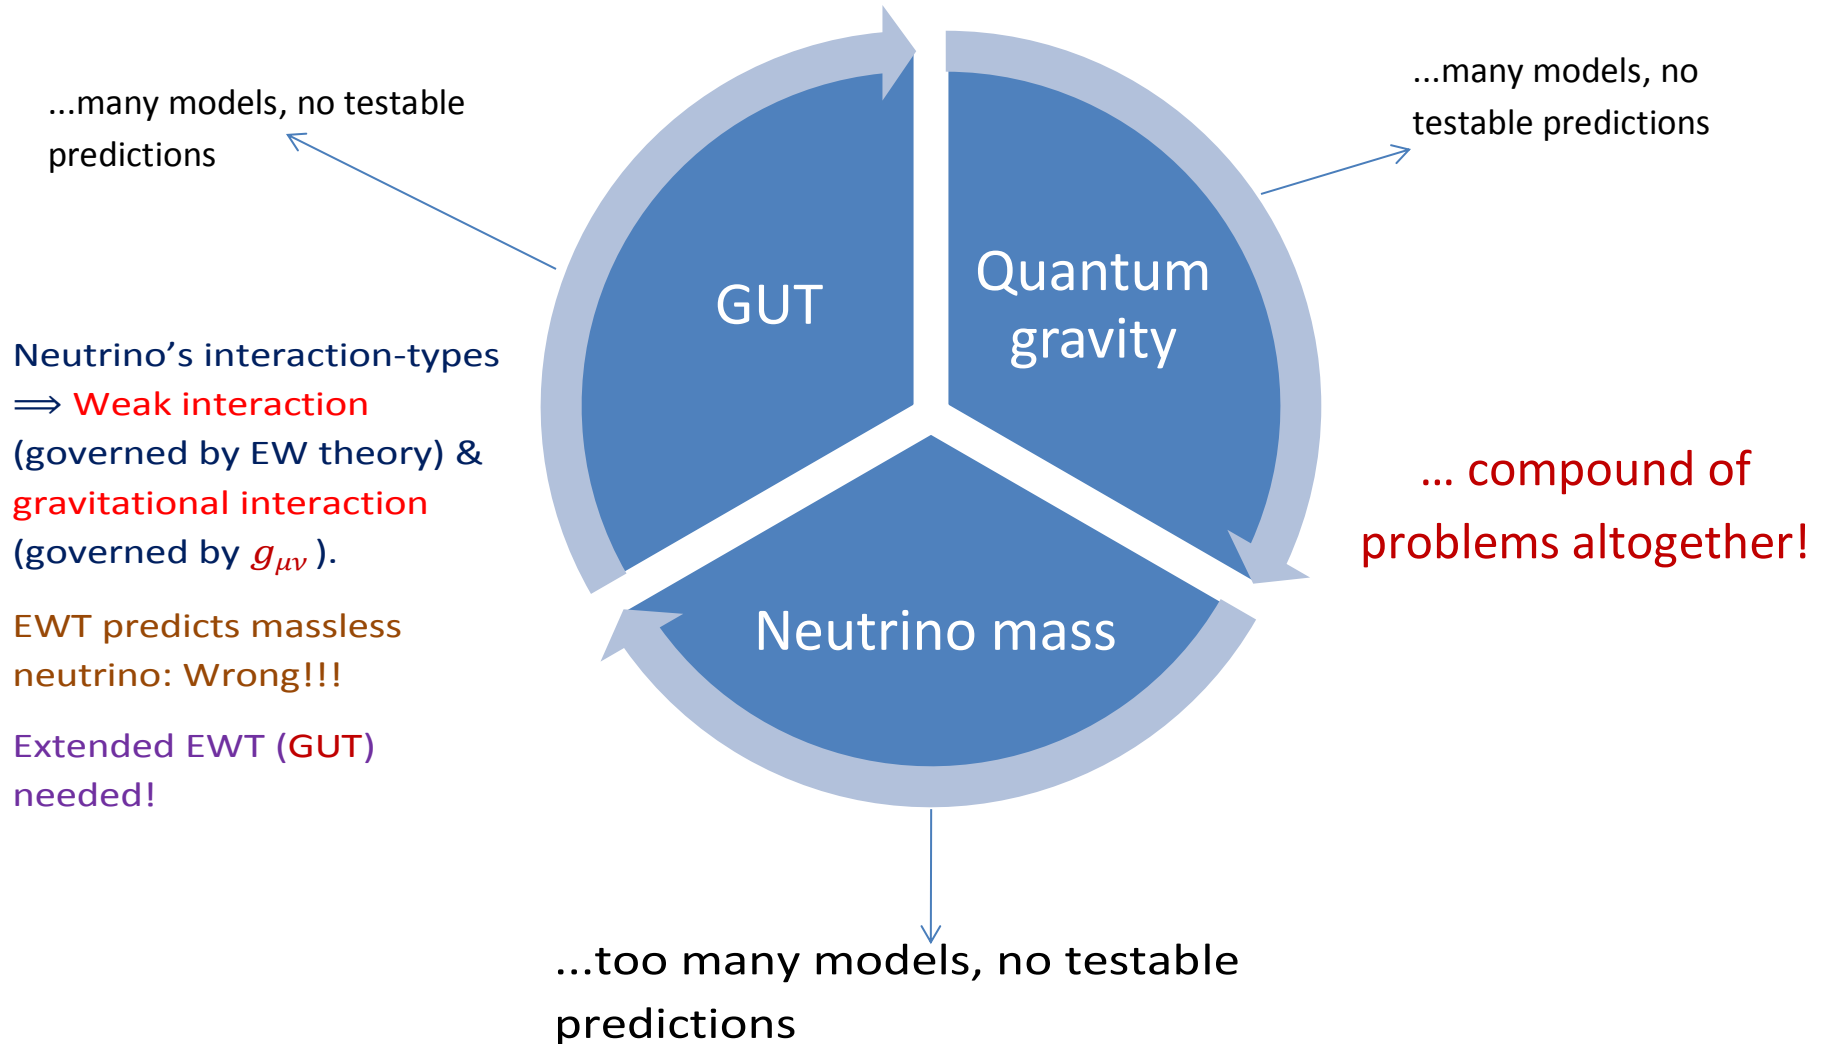 ...many models, no testable
predictions
...many models, no
testable predictions
GUT
Quantum
gravity
Neutrino mass
Neutrino’s interaction-types
⟹ Weak interaction
(governed by EW theory) &
gravitational interaction
(governed by gμν ).
EWT predicts massless
neutrino: Wrong!!!
Extended EWT (GUT)
needed!
... compound of
problems altogether!
...too many models, no testable
predictions